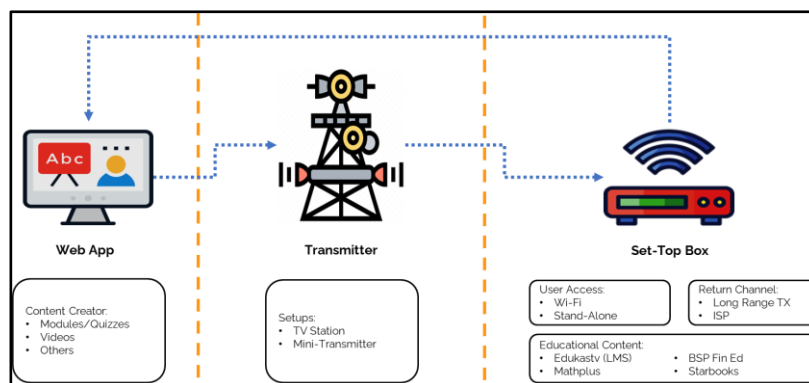 Abc
Web App
Transmitter
Set-Top Box
Content Creator:
• Modules/Quizzes
• Videos
• Others
Setups:
• TV Station
• Mini-Transmitter
User Access:
• Wi-Fi
• Stand-Alone
Return Channel:
• Long Range TX
• ISP
Educational Content:
• Edukastv (LMS)
• Mathplus
• BSP Fin Ed
• Starbooks